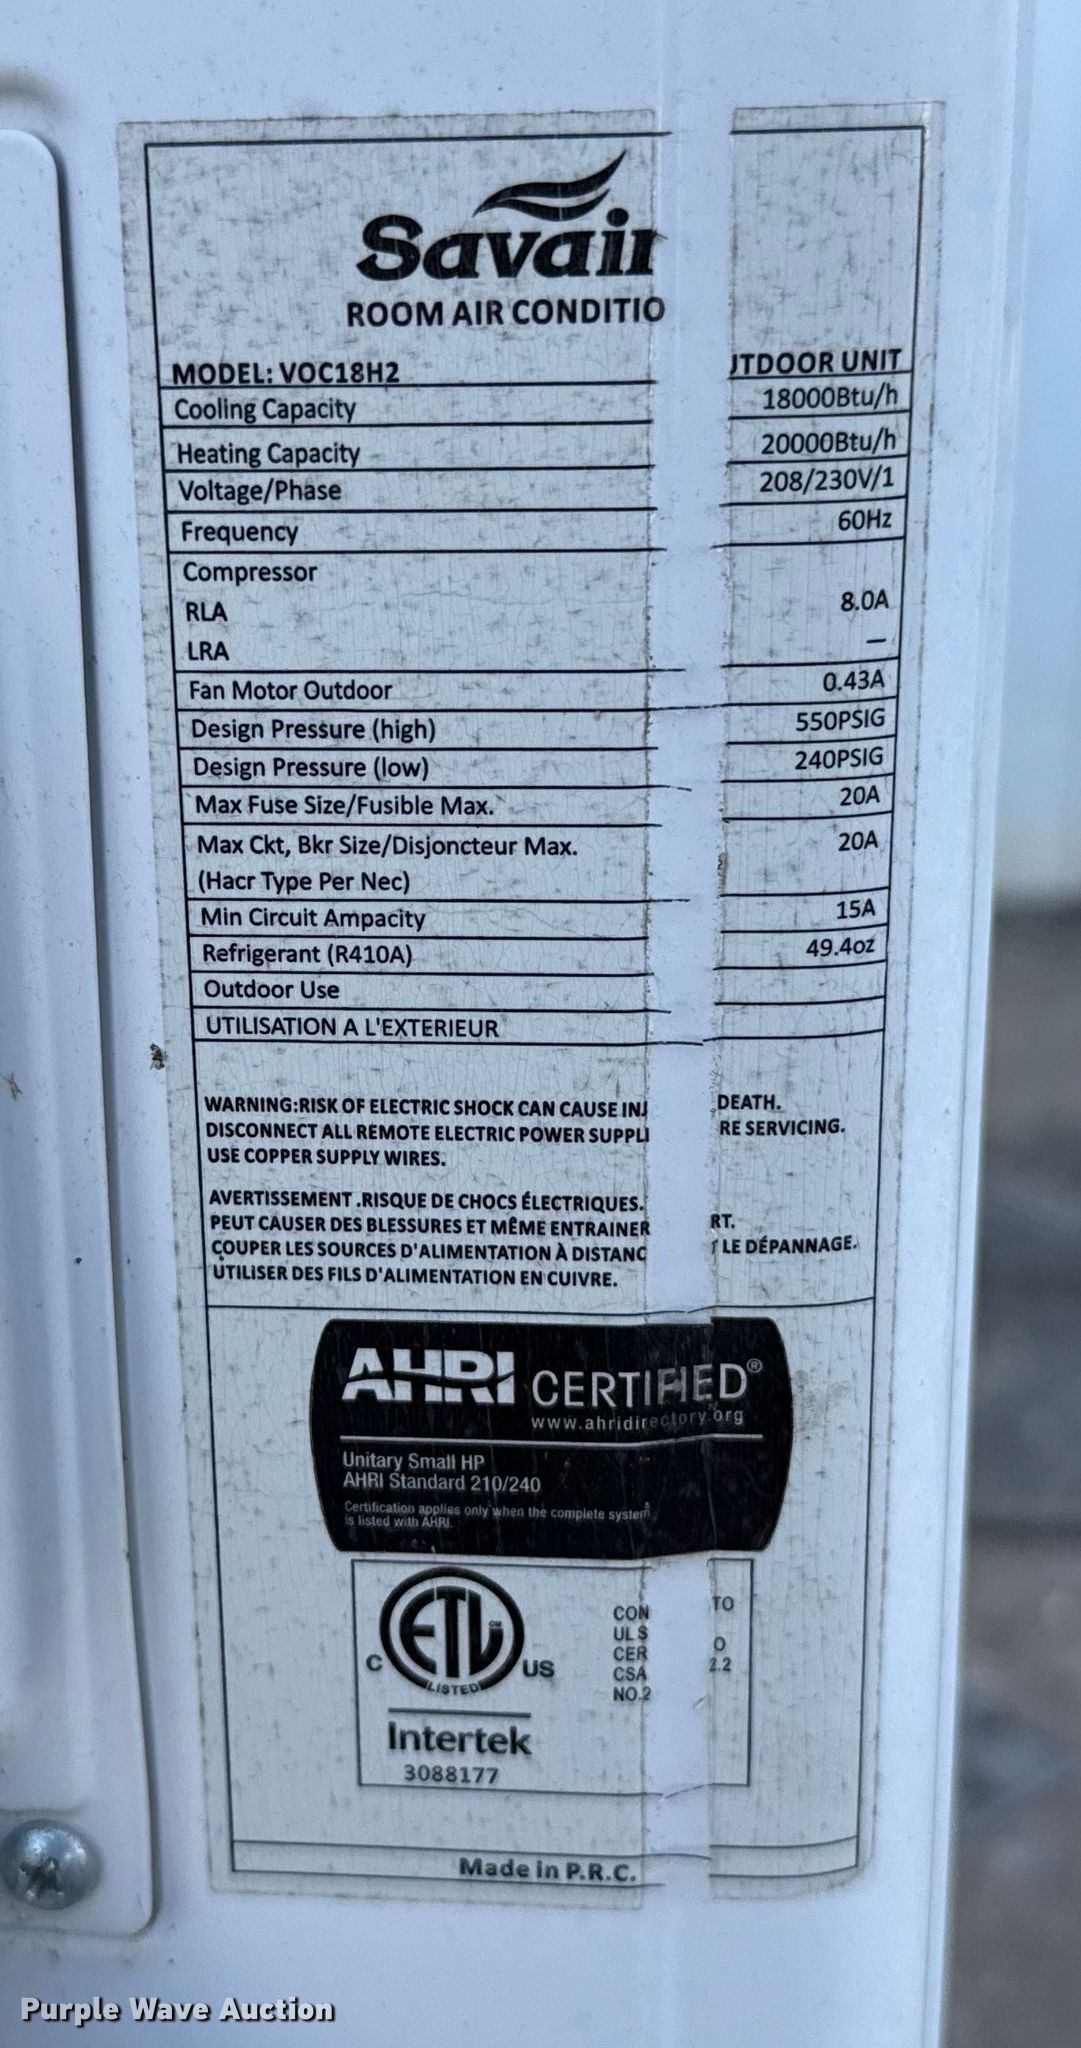 Savair
ROOM AIR CONDITIO
MODEL: VOC18H2 UTDOOR UNIT
Cooling Capacity 18000Btu/h
Heating Capacity 20000Btu/h
Voltage/Phase 208/230V/1
Frequency 60Hz
Compressor
RLA 8.0A
LRA —
Fan Motor Outdoor 0.43A
Design Pressure (high) 550PSIG
Design Pressure (low) 240PSIG
Max Fuse Size/Fusible Max. 20A
Max Ckt, Bkr Size/Disjoncteur Max. 20A
(Hacr Type Per Nec)
Min Circuit Ampacity 15A
Refrigerant (R410A) 49.4oz
Outdoor Use
UTILISATION A L'EXTERIEUR
WARNING:RISK OF ELECTRIC SHOCK CAN CAUSE INJ DEATH.
DISCONNECT ALL REMOTE ELECTRIC POWER SUPPLI RE SERVICING.
USE COPPER SUPPLY WIRES.
AVERTISSEMENT .RISQUE DE CHOCS ÉLECTRIQUES.
PEUT CAUSER DES BLESSURES ET MÊME ENTRAINER RT.
COUPER LES SOURCES D'ALIMENTATION À DISTANC T LE DÉPANNAGE.
UTILISER DES FILS D'ALIMENTATION EN CUIVRE.
AHRI CERTIFIED®
www.ahridirectory.org
Unitary Small HP
AHRI Standard 210/240
Certification applies only when the complete system
is listed with AHRI.
ETL CM
LISTED
C US
Intertek
3088177
CON TO
UL S
CER O
CSA 2.2
NO.2
Made in P.R.C.
Purple Wave Auction